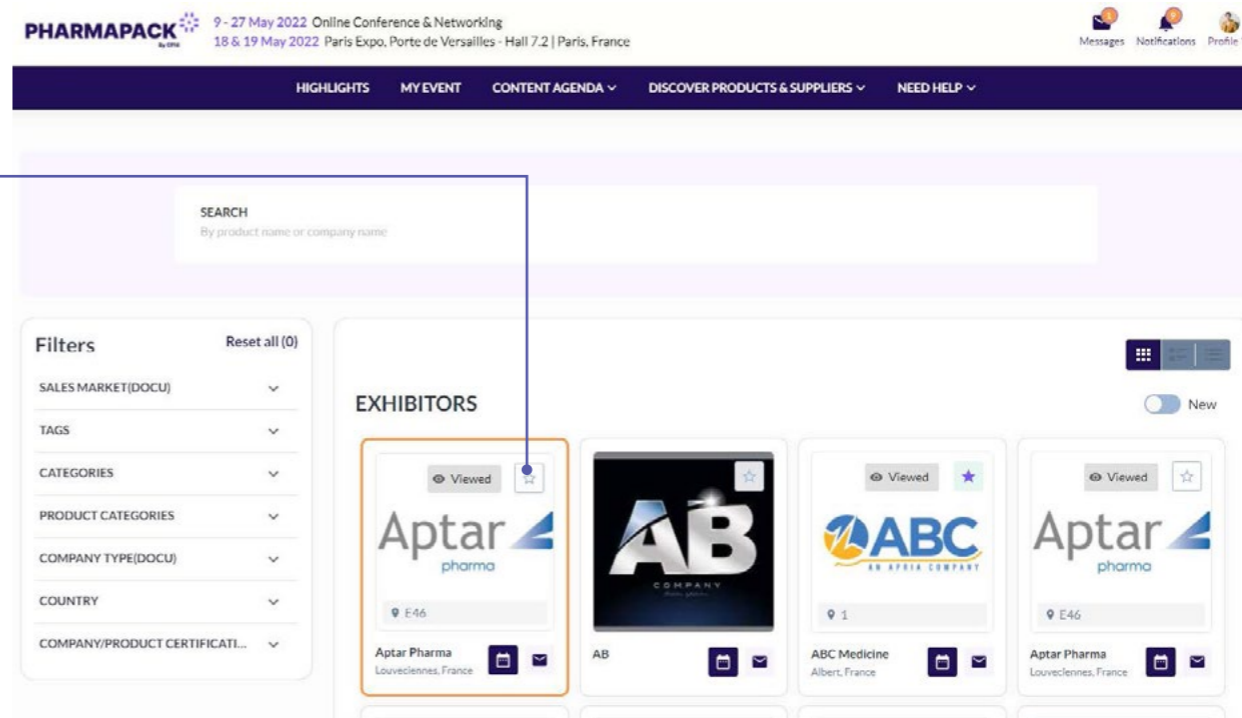 PHARMAPACK
By CPHI
9 - 27 May 2022 Online Conference & Networking
18 & 19 May 2022 Paris Expo, Porte de Versailles - Hall 7.2 | Paris, France
Messages Notifications Profile
HIGHLIGHTS MY EVENT CONTENT AGENDA DISCOVER PRODUCTS & SUPPLIERS NEED HELP
SEARCH
By product name or company name
Filters Reset all (0)
SALES MARKET(DOCU)
TAGS
CATEGORIES
PRODUCT CATEGORIES
COMPANY TYPE(DOCU)
COUNTRY
COMPANY/PRODUCT CERTIFICATI...
New
EXHIBITORS
Viewed
Aptar
pharma
E46
Aptar Pharma
Louveciennes, France
AB
COMPANY
AB
Viewed
ABC
AN APRIA COMPANY
1
ABC Medicine
Albert, France
Viewed
Aptar
pharma
E46
Aptar Pharma
Louveciennes, France